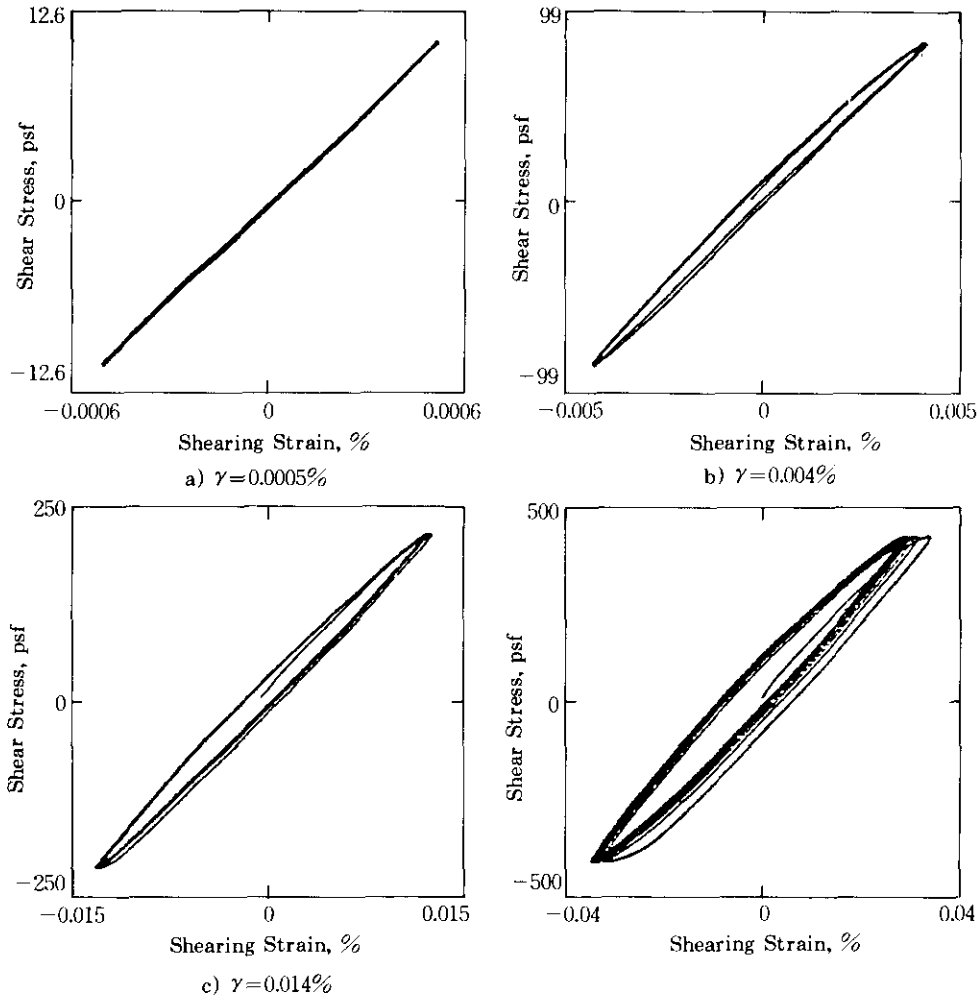 12.6
0
−12.6
Shear Stress, psf
−0.0006
0
0.0006
Shearing Strain, %
a) γ=0.0005%
99
0
−99
Shear Stress, psf
−0.005
0
0.005
Shearing Strain, %
b) γ=0.004%
250
0
−250
Shear Stress, psf
−0.015
0
0.015
Shearing Strain, %
c) γ=0.014%
500
0
−500
Shear Stress, psf
−0.04
0
0.04
Shearing Strain, %